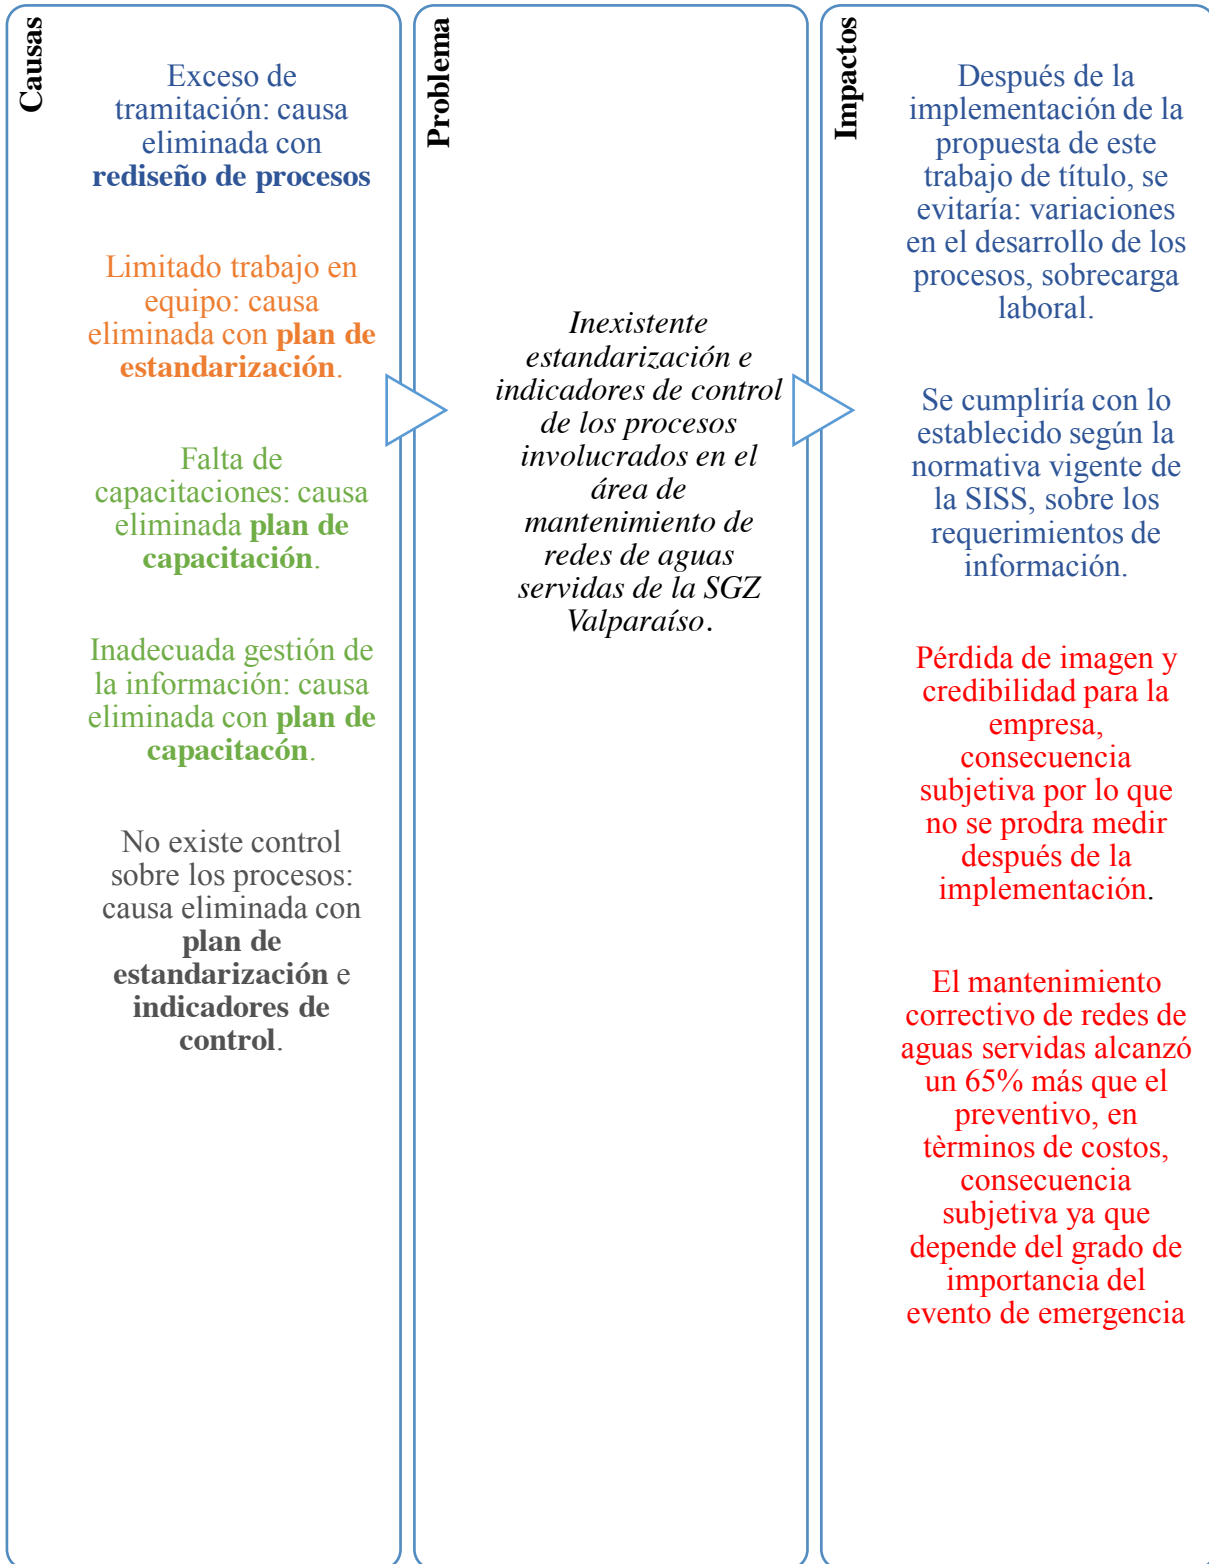 Causas
Exceso de
tramitación: causa
eliminada con
rediseño de procesos
Limitado trabajo en
equipo: causa
eliminada con plan de
estandarización.
Falta de
capacitaciones: causa
eliminada plan de
capacitación.
Inadecuada gestión de
la información: causa
eliminada con plan de
capacitacón.
No existe control
sobre los procesos:
causa eliminada con
plan de
estandarización e
indicadores de
control.
Problema
Inexistente
estandarización e
indicadores de control
de los procesos
involucrados en el
área de
mantenimiento de
redes de aguas
servidas de la SGZ
Valparaíso.
Impactos
Después de la
implementación de la
propuesta de este
trabajo de título, se
evitaría: variaciones
en el desarrollo de los
procesos, sobrecarga
laboral.
Se cumpliría con lo
establecido según la
normativa vigente de
la SISS, sobre los
requerimientos de
información.
Pérdida de imagen y
credibilidad para la
empresa,
consecuencia
subjetiva por lo que
no se prodra medir
después de la
implementación.
El mantenimiento
correctivo de redes de
aguas servidas alcanzó
un 65% más que el
preventivo, en
tèrminos de costos,
consecuencia
subjetiva ya que
depende del grado de
importancia del
evento de emergencia